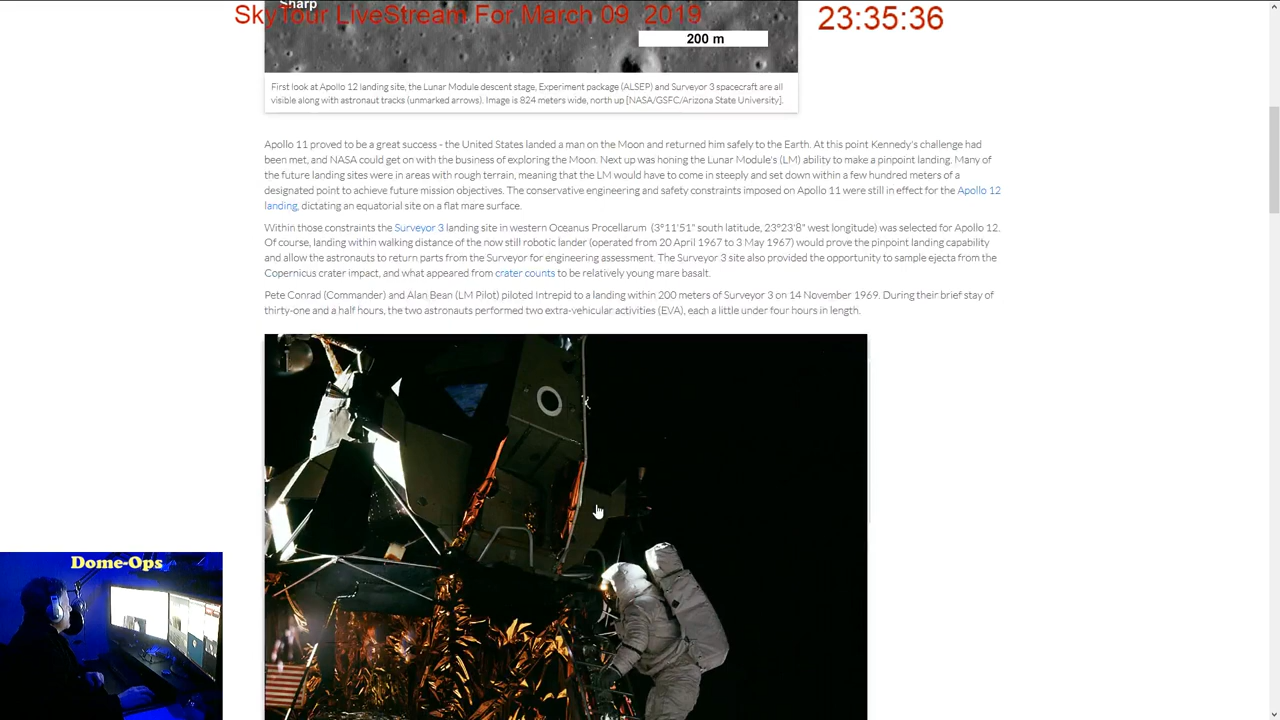 Sharp
SkyTour LiveStream For March 09 2019
23:35:36
200 m
First look at Apollo 12 landing site, the Lunar Module descent stage, Experiment package (ALSEP) and Surveyor 3 spacecraft are all
visible along with astronaut tracks (unmarked arrows). Image is 824 meters wide, north up [NASA/GSFC/Arizona State University].
Apollo 11 proved to be a great success - the United States landed a man on the Moon and returned him safely to the Earth. At this point Kennedy's challenge had
been met, and NASA could get on with the business of exploring the Moon. Next up was honing the Lunar Module's (LM) ability to make a pinpoint landing. Many of
the future landing sites were in areas with rough terrain, meaning that the LM would have to come in steeply and set down within a few hundred meters of a
designated point to achieve future mission objectives. The conservative engineering and safety constraints imposed on Apollo 11 were still in effect for the Apollo 12
landing, dictating an equatorial site on a flat mare surface.
Within those constraints the Surveyor 3 landing site in western Oceanus Procellarum (3°11'51" south latitude, 23°23'8" west longitude) was selected for Apollo 12.
Of course, landing within walking distance of the now still robotic lander (operated from 20 April 1967 to 3 May 1967) would prove the pinpoint landing capability
and allow the astronauts to return parts from the Surveyor for engineering assessment. The Surveyor 3 site also provided the opportunity to sample ejecta from the
Copernicus crater impact, and what appeared from crater counts to be relatively young mare basalt.
Pete Conrad (Commander) and Alan Bean (LM Pilot) piloted Intrepid to a landing within 200 meters of Surveyor 3 on 14 November 1969. During their brief stay of
thirty-one and a half hours, the two astronauts performed two extra-vehicular activities (EVA), each a little under four hours in length.
Dome-Ops